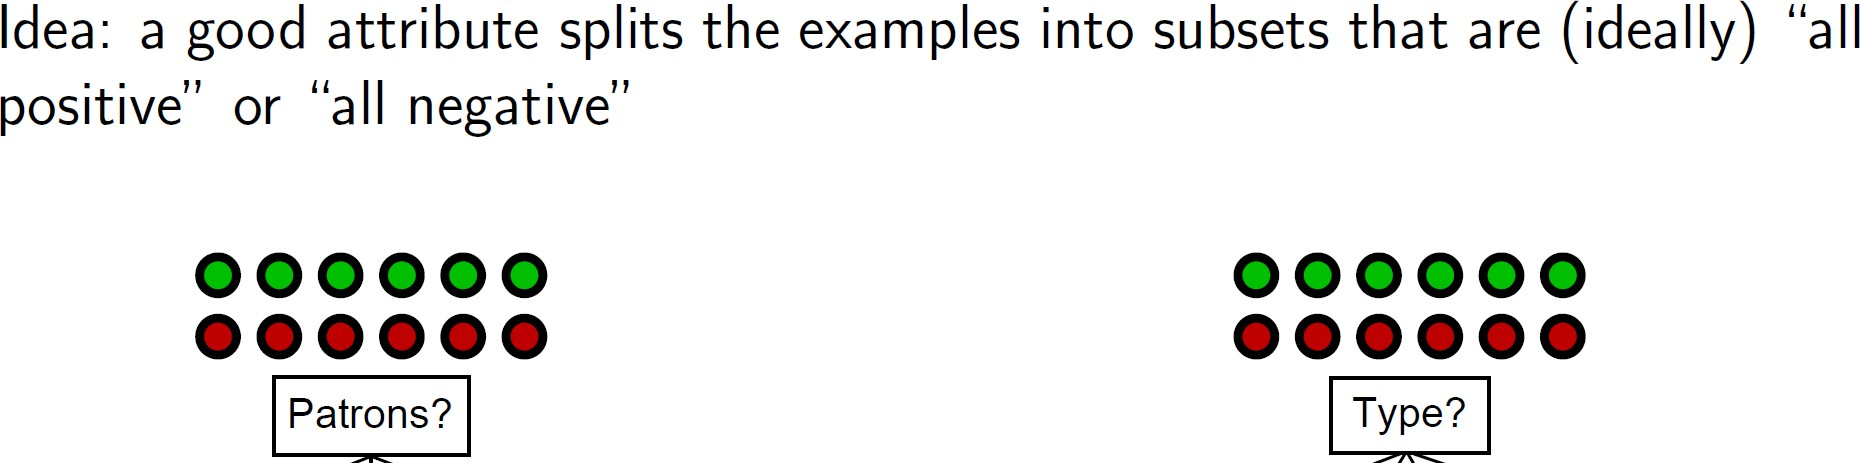 Idea: a good attribute splits the examples into subsets that are (ideally) “all
positive” or “all negative”
Patrons?
Type?